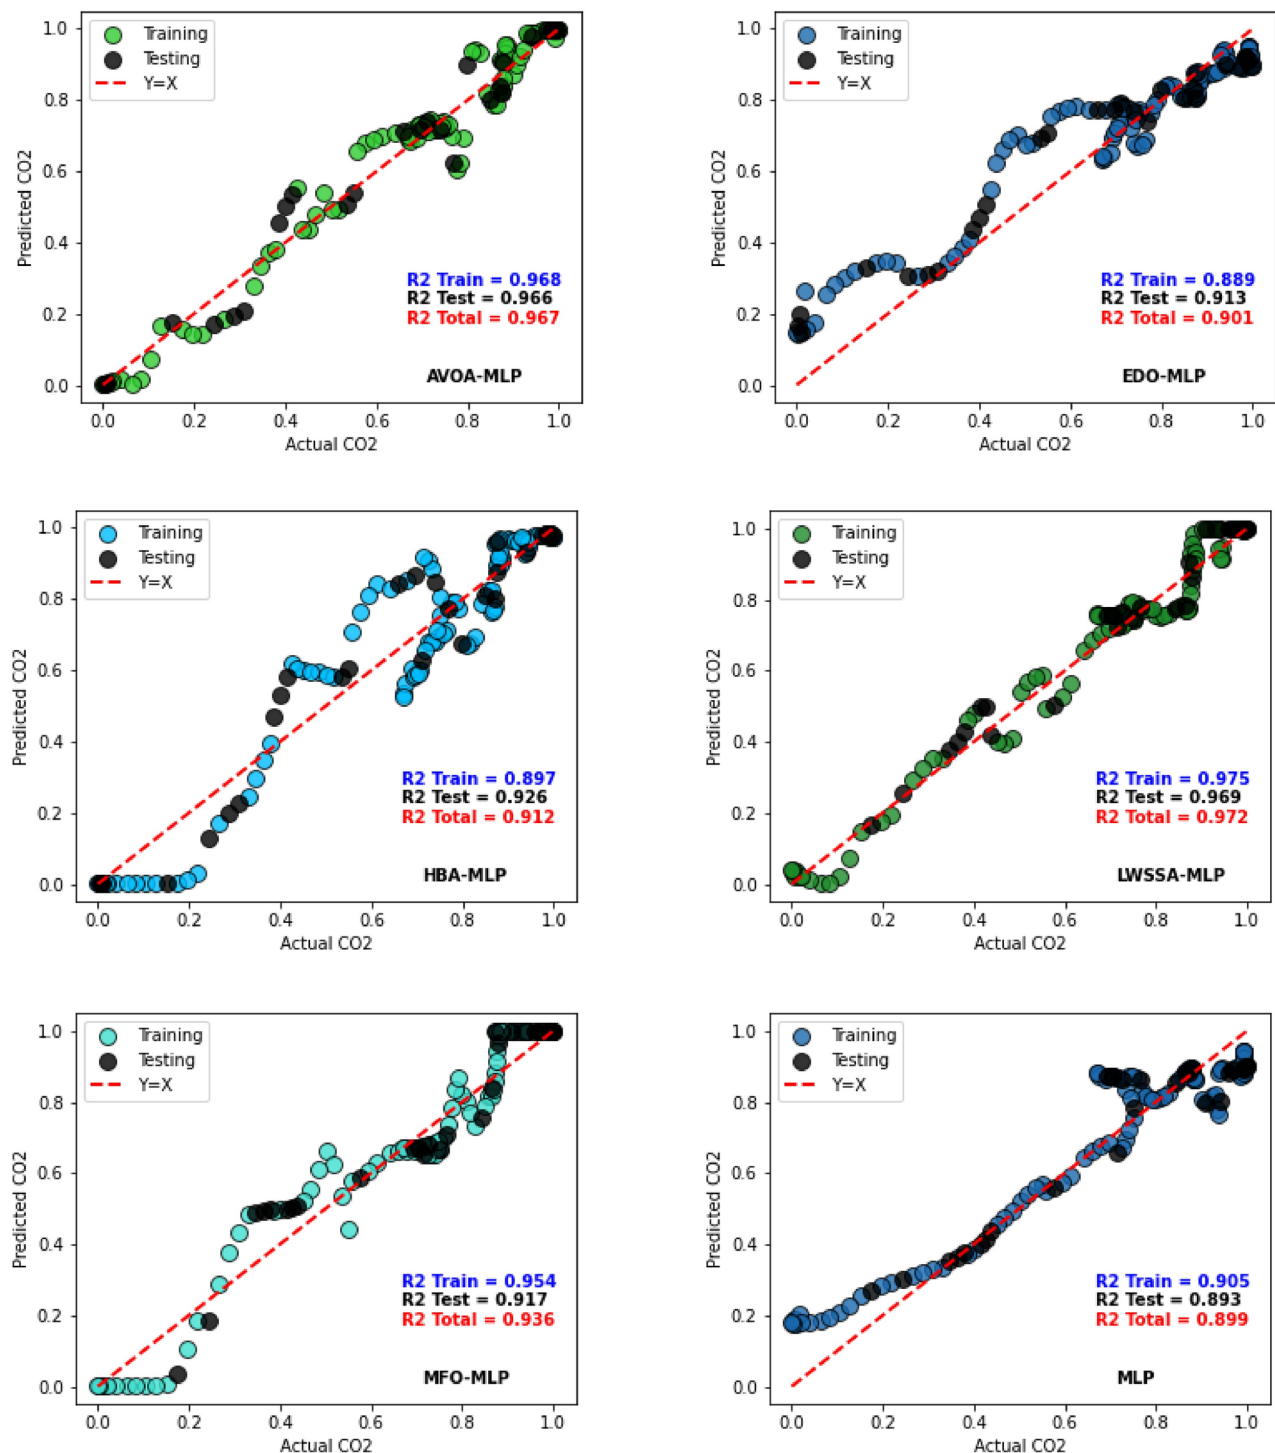 Training
Testing
Y=X
1.0
0.8
0.6
0.4
0.2
0.0
Predicted CO2
R2 Train = 0.968
R2 Test = 0.966
R2 Total = 0.967
AVOA-MLP
0.0 0.2 0.4 0.6 0.8 1.0
Actual CO2
Training
Testing
Y=X
1.0
0.8
0.6
0.4
0.2
0.0
Predicted CO2
R2 Train = 0.889
R2 Test = 0.913
R2 Total = 0.901
EDO-MLP
0.0 0.2 0.4 0.6 0.8 1.0
Actual CO2
Training
Testing
Y=X
1.0
0.8
0.6
0.4
0.2
0.0
Predicted CO2
R2 Train = 0.897
R2 Test = 0.926
R2 Total = 0.912
HBA-MLP
0.0 0.2 0.4 0.6 0.8 1.0
Actual CO2
Training
Testing
Y=X
1.0
0.8
0.6
0.4
0.2
0.0
Predicted CO2
R2 Train = 0.975
R2 Test = 0.969
R2 Total = 0.972
LWSSA-MLP
0.0 0.2 0.4 0.6 0.8 1.0
Actual CO2
Training
Testing
Y=X
1.0
0.8
0.6
0.4
0.2
0.0
Predicted CO2
R2 Train = 0.954
R2 Test = 0.917
R2 Total = 0.936
MFO-MLP
0.0 0.2 0.4 0.6 0.8 1.0
Actual CO2
Training
Testing
Y=X
1.0
0.8
0.6
0.4
0.2
0.0
Predicted CO2
R2 Train = 0.905
R2 Test = 0.893
R2 Total = 0.899
MLP
0.0 0.2 0.4 0.6 0.8 1.0
Actual CO2